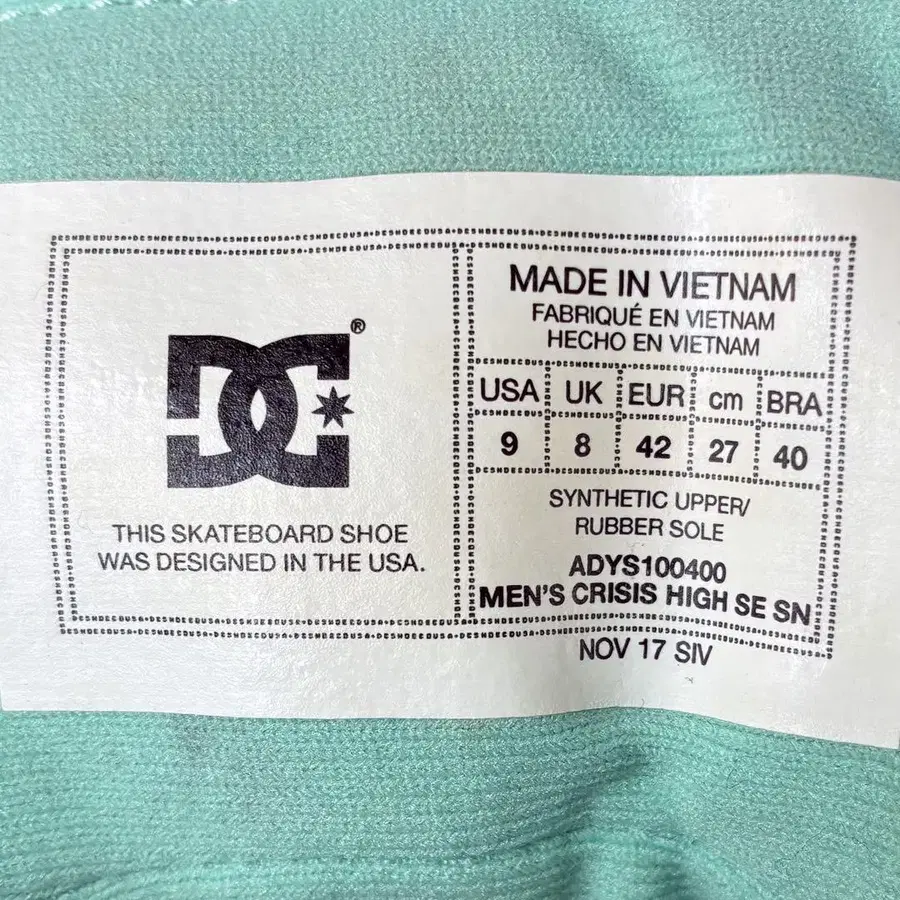 DC®
THIS SKATEBOARD SHOE
WAS DESIGNED IN THE USA.
MADE IN VIETNAM
FABRIQUÉ EN VIETNAM
HECHO EN VIETNAM
USA UK EUR cm BRA
9 8 42 27 40
SYNTHETIC UPPER/
RUBBER SOLE
ADYS100400
MEN'S CRISIS HIGH SE SN
NOV 17 SIV